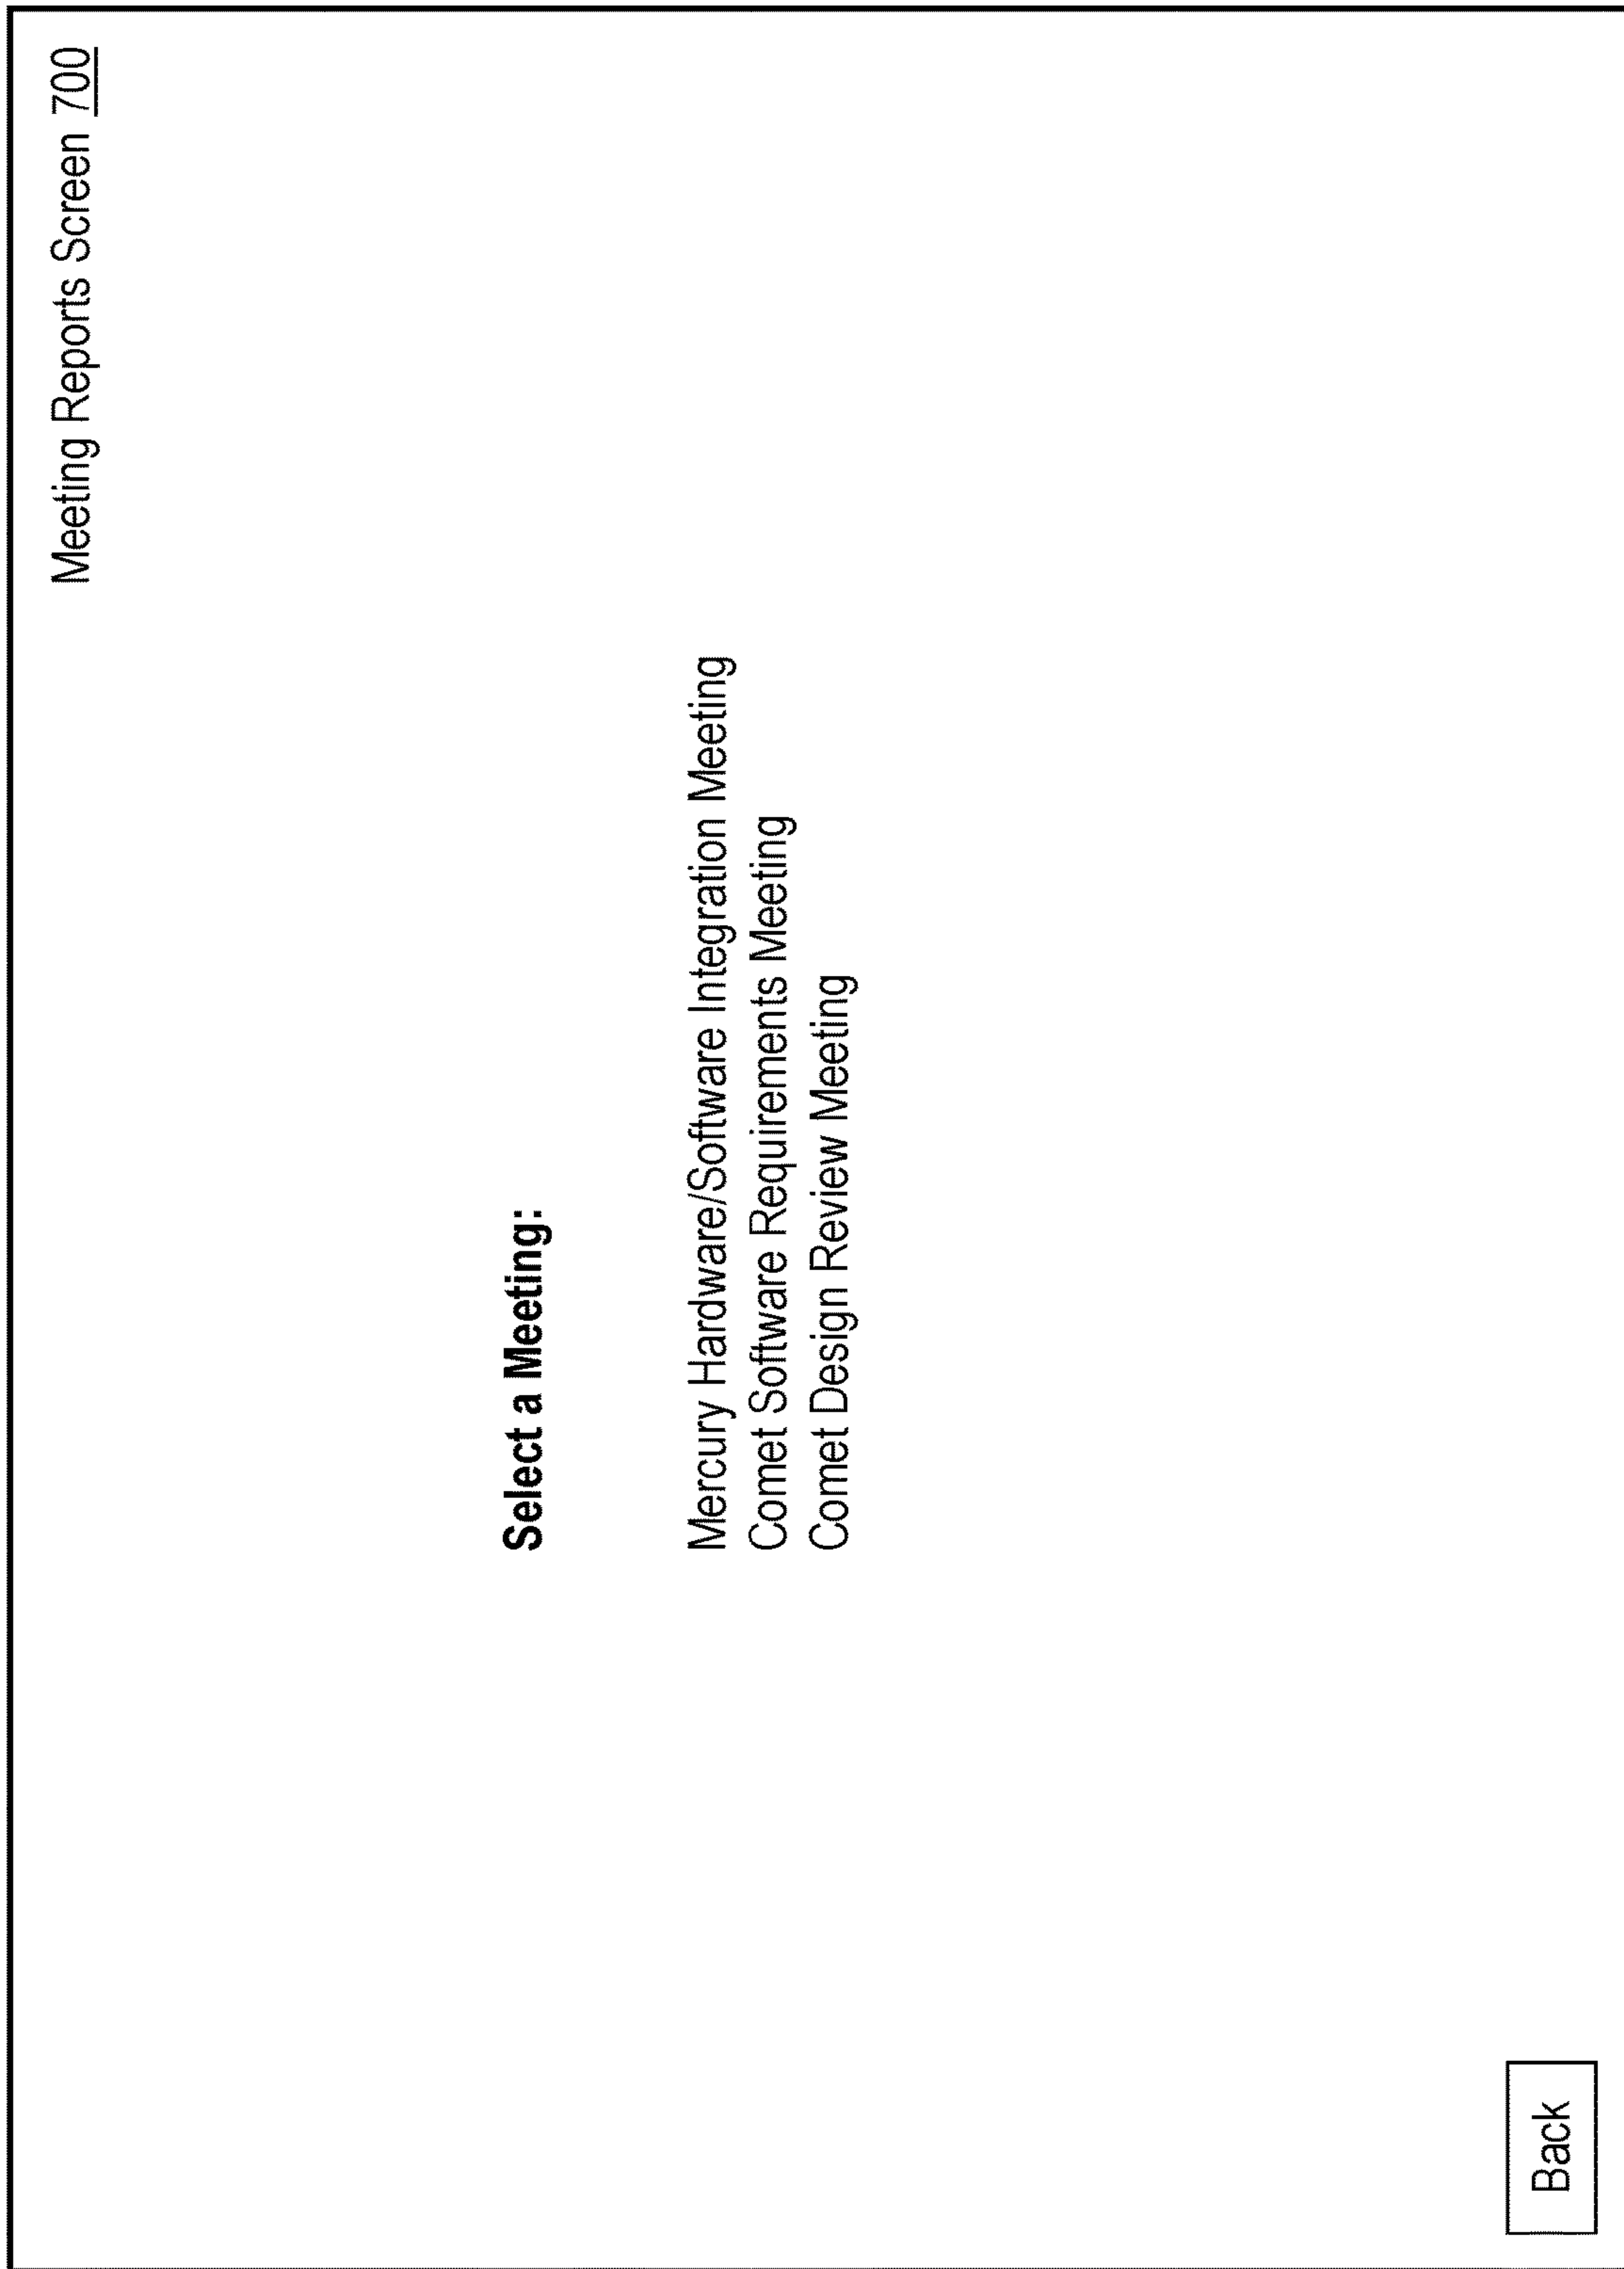 Meeting Reports Screen 700
Select a Meeting:
Mercury Hardware/Software Integration Meeting
Comet Software Requirements Meeting
Comet Design Review Meeting
Back